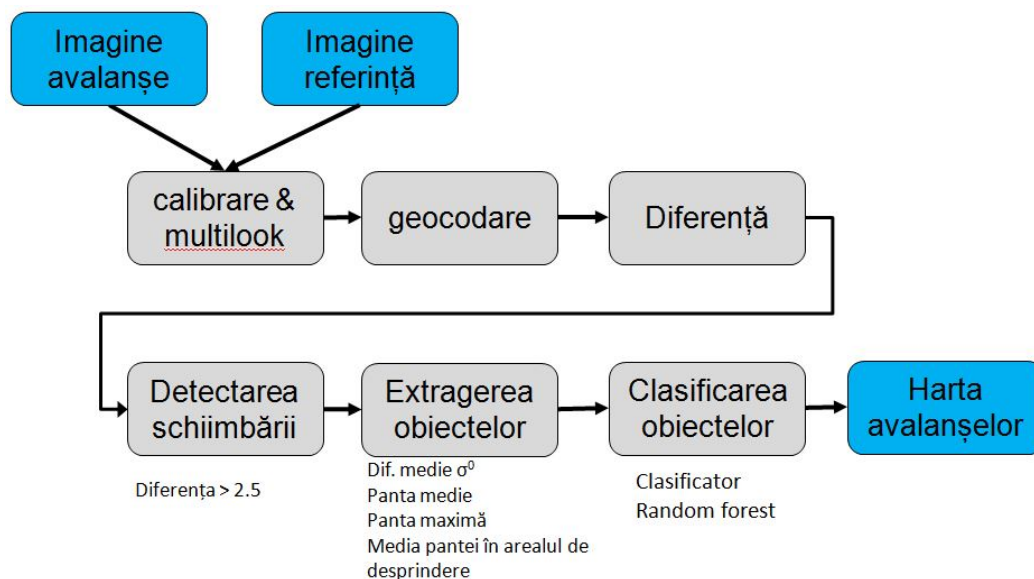 Imagine
avalanșe
Imagine
referință
calibrare &
multilook
geocodare
Diferență
Detectarea
schiimbării
Diferența > 2.5
Extragerea
obiectelor
Dif. medie σ⁰
Panta medie
Panta maximă
Media pantei în arealul de
desprindere
Clasificarea
obiectelor
Clasificator
Random forest
Harta
avalanșelor